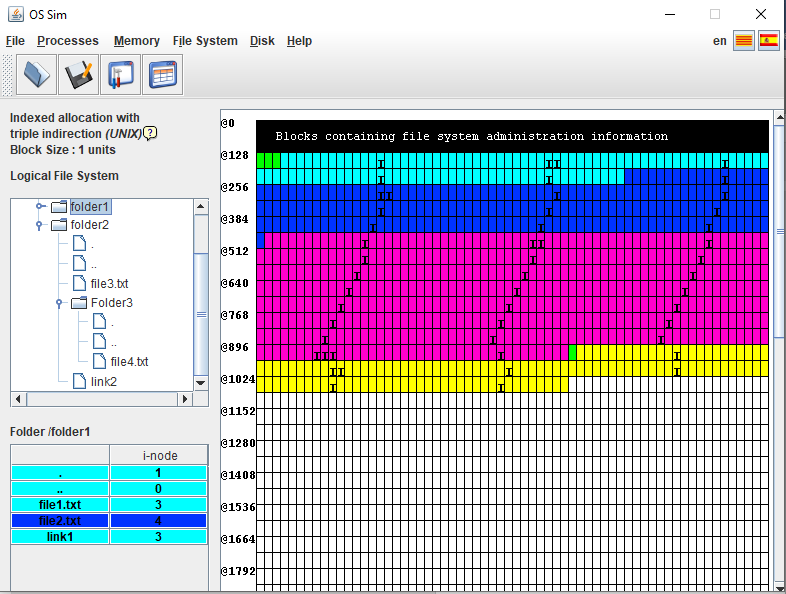 OS Sim
File Processes Memory File System Disk Help en
Indexed allocation with
triple indirection (UNIX) ?
Block Size : 1 units
Logical File System
folder1
folder2
.
..
file3.txt
Folder3
.
..
file4.txt
link2
Folder /folder1
i-node
. 1
.. 0
file1.txt 3
file2.txt 4
link1 3
@0
Blocks containing file system administration information
@128
I I I I
@256
I I I
I I I I
@384
I I I
I I I
@512
I I I I
I I I
@640
I I I
I I I
@768
I I I
I I I
@896
I I I
I I I I I
@1024
I I I I
I I
@1152
@1280
@1408
@1536
@1664
@1792